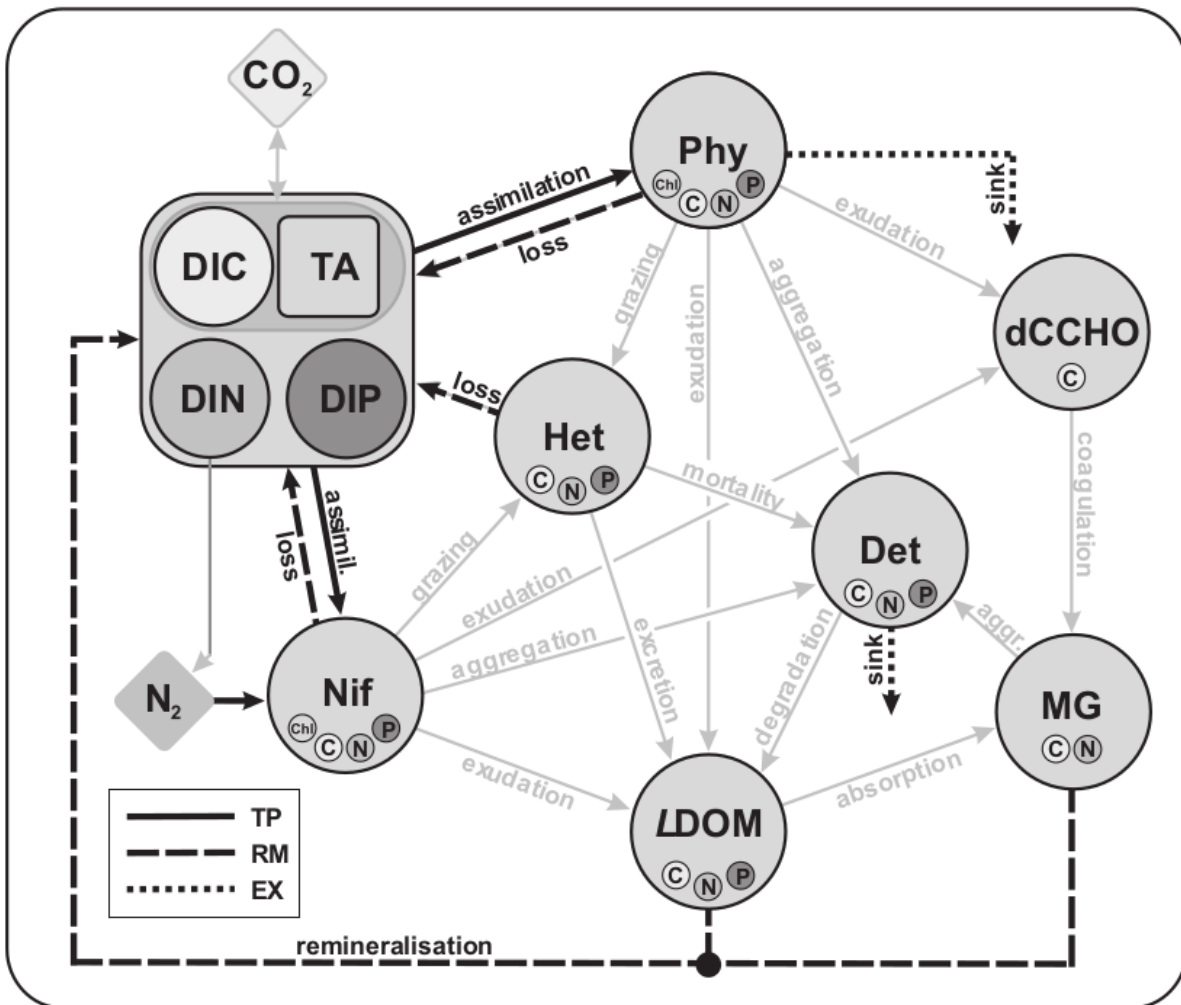 CO2
Phy
Chl C N P
assimilation
loss
sink
exudation
grazing
exudation
aggregation
DIC TA
DIN DIP
dCCHO
C
loss
Het
C N P
mortality
coagulation
loss
assimil.
grazing
exudation
aggregation
excretion
Det
C N P
sink
degradation
aggr.
N2
Nif
Chl C N P
exudation
MG
C N
absorption
LDOM
C N P
TP
RM
EX
remineralisation